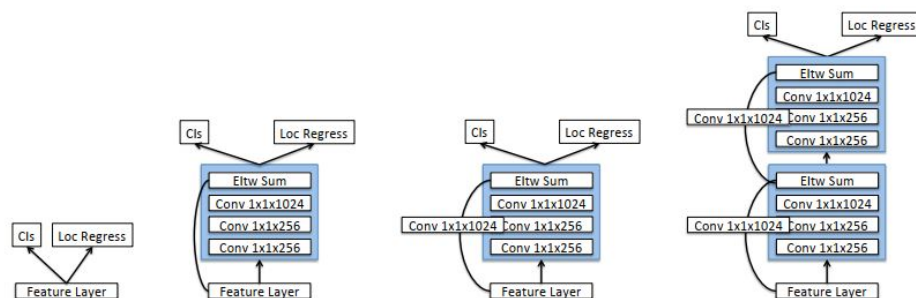 Cls
Loc Regress
Feature Layer
Cls
Loc Regress
Eltw Sum
Conv 1x1x1024
Conv 1x1x256
Conv 1x1x256
Feature Layer
Cls
Loc Regress
Eltw Sum
Conv 1x1x1024
Conv 1x1x1024
Conv 1x1x256
Conv 1x1x256
Feature Layer
Cls
Loc Regress
Eltw Sum
Conv 1x1x1024
Conv 1x1x1024
Conv 1x1x256
Conv 1x1x256
Eltw Sum
Conv 1x1x1024
Conv 1x1x1024
Conv 1x1x256
Conv 1x1x256
Feature Layer